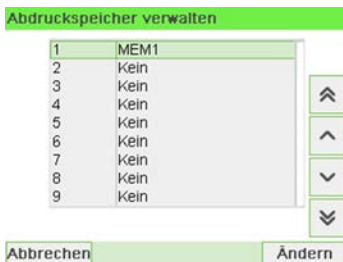 Abdruckspeicher verwalten
1 MEM1
2 Kein
3 Kein
4 Kein
5 Kein
6 Kein
7 Kein
8 Kein
9 Kein
Abbrechen Ändern